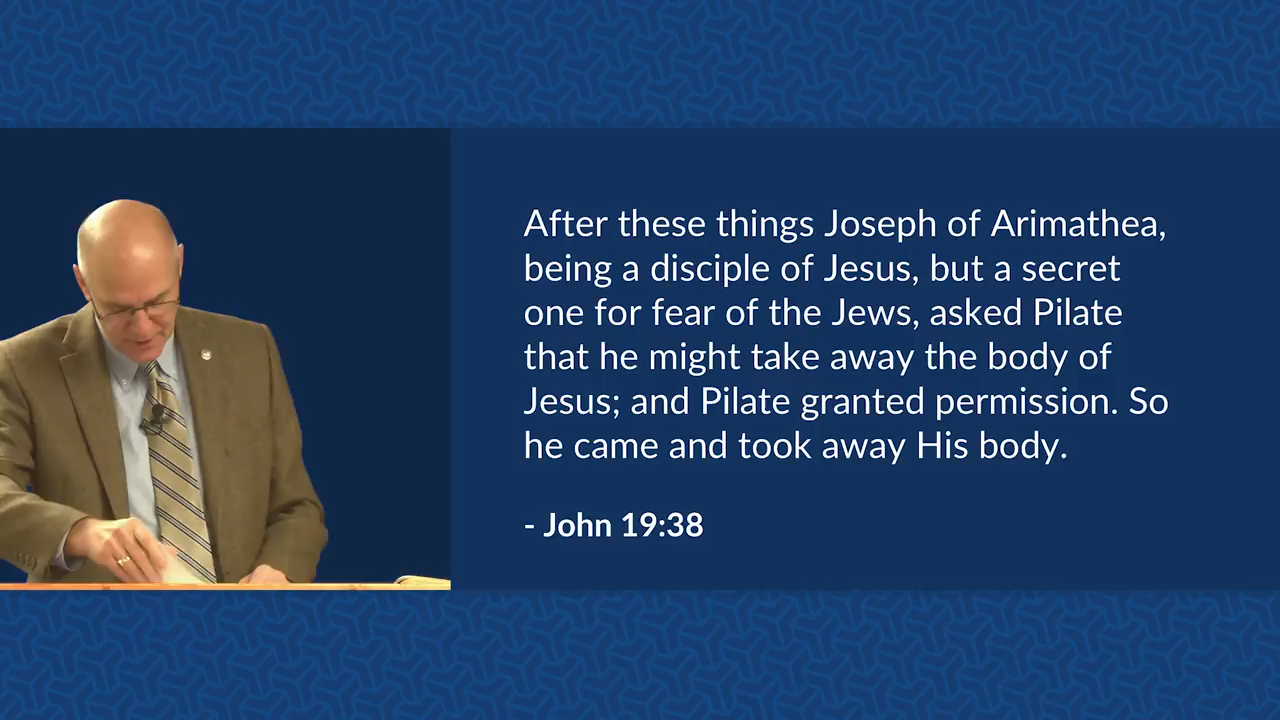 After these things Joseph of Arimathea,
being a disciple of Jesus, but a secret
one for fear of the Jews, asked Pilate
that he might take away the body of
Jesus; and Pilate granted permission. So
he came and took away His body.
- John 19:38